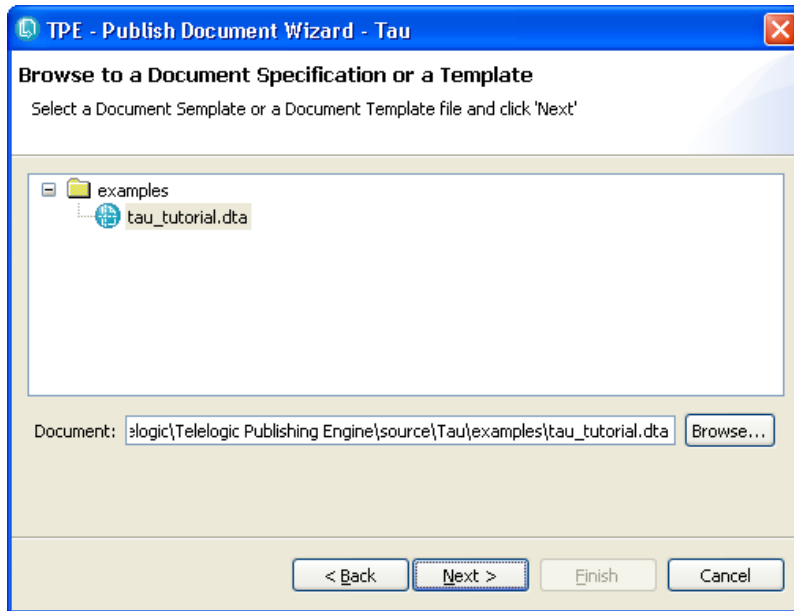 TPE - Publish Document Wizard - Tau
Browse to a Document Specification or a Template
Select a Document Semplate or a Document Template file and click 'Next'
examples
tau_tutorial.dta
Document: elogic\Telelogic Publishing Engine\source\Tau\examples\tau_tutorial.dta Browse...
< Back Next > Finish Cancel